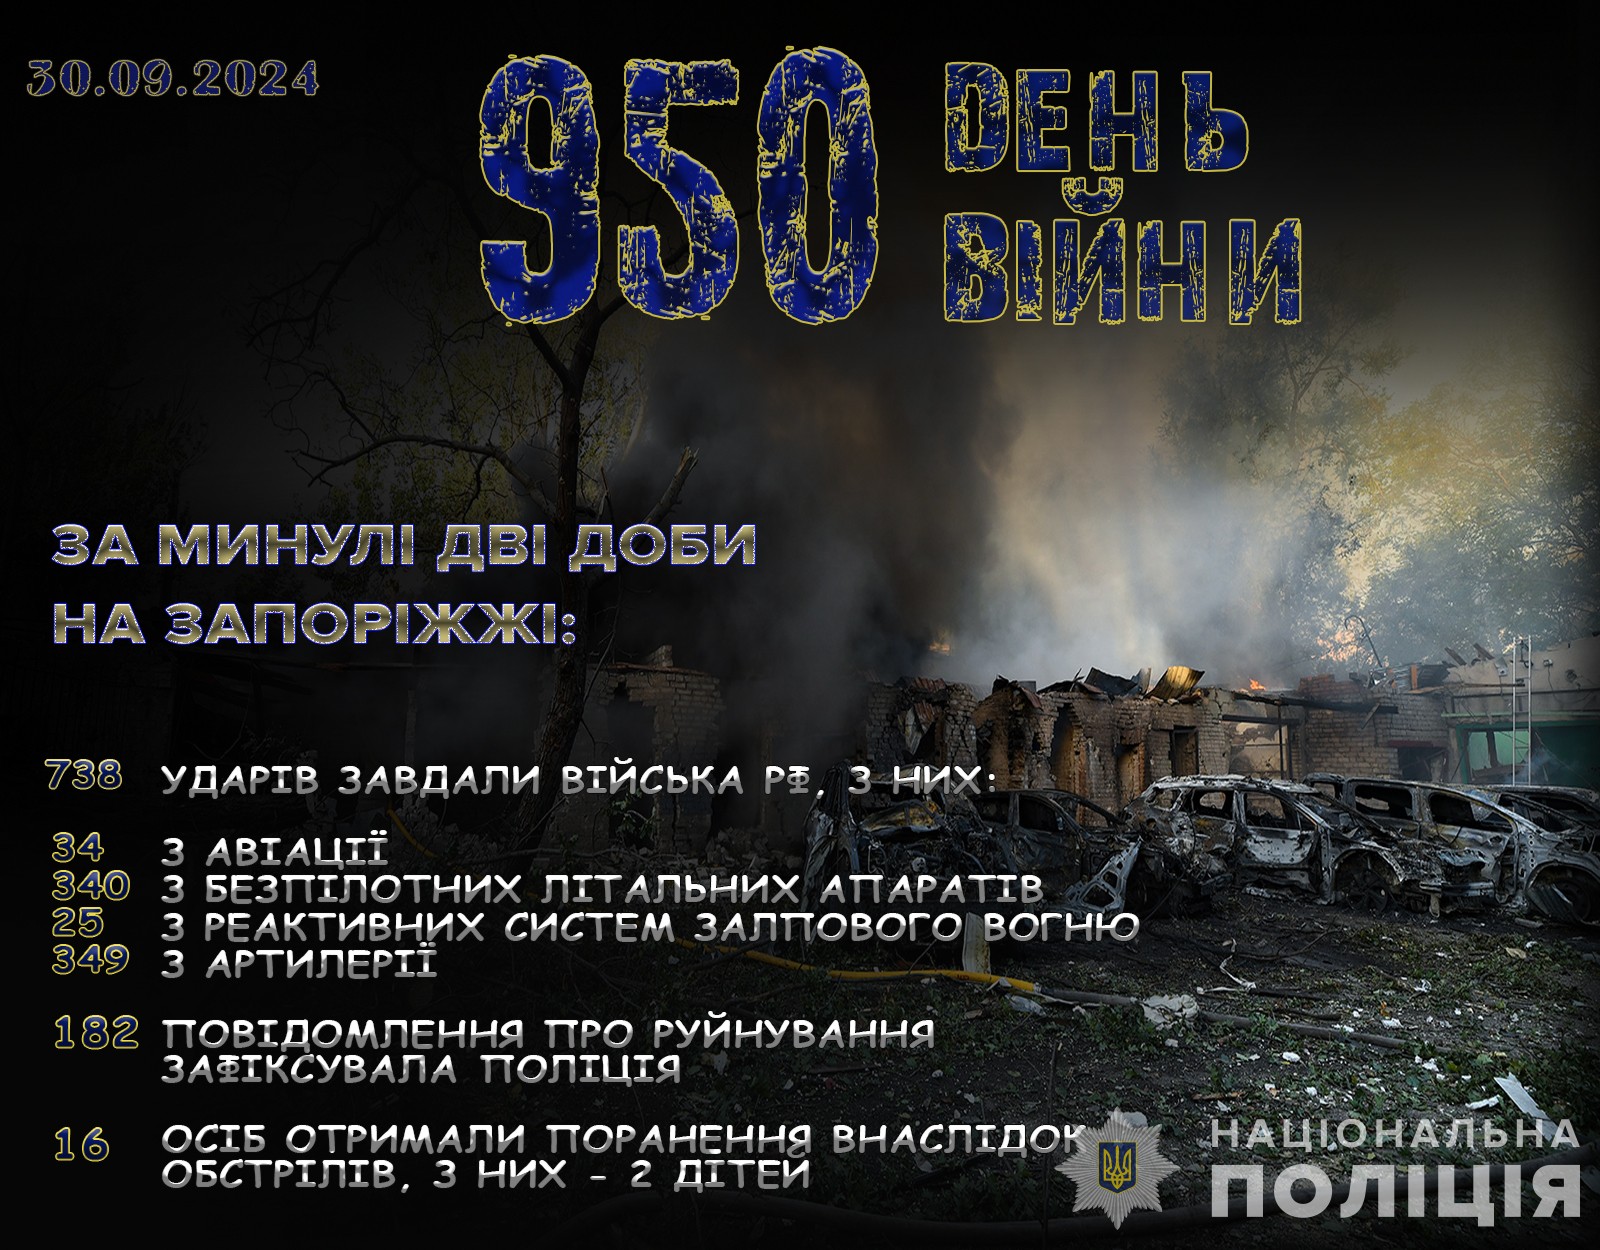 30.09.2024
950 ДЕНЬ
ВІЙНИ
ЗА МИНУЛІ ДВІ ДОБИ
НА ЗАПОРІЖЖІ:
738 УДАРІВ ЗАВДАЛИ ВІЙСЬКА РФ, З НИХ:
34 З АВІАЦІЇ
340 З БЕЗПІЛОТНИХ ЛІТАЛЬНИХ АПАРАТІВ
25 З РЕАКТИВНИХ СИСТЕМ ЗАЛПОВОГО ВОГНЮ
349 З АРТИЛЕРІЇ
182 ПОВІДОМЛЕННЯ ПРО РУЙНУВАННЯ
ЗАФІКСУВАЛА ПОЛІЦІЯ
16 ОСІБ ОТРИМАЛИ ПОРАНЕННЯ ВНАСЛІДОК
ОБСТРІЛІВ, З НИХ - 2 ДІТЕЙ
НАЦІОНАЛЬНА
ПОЛІЦІЯ